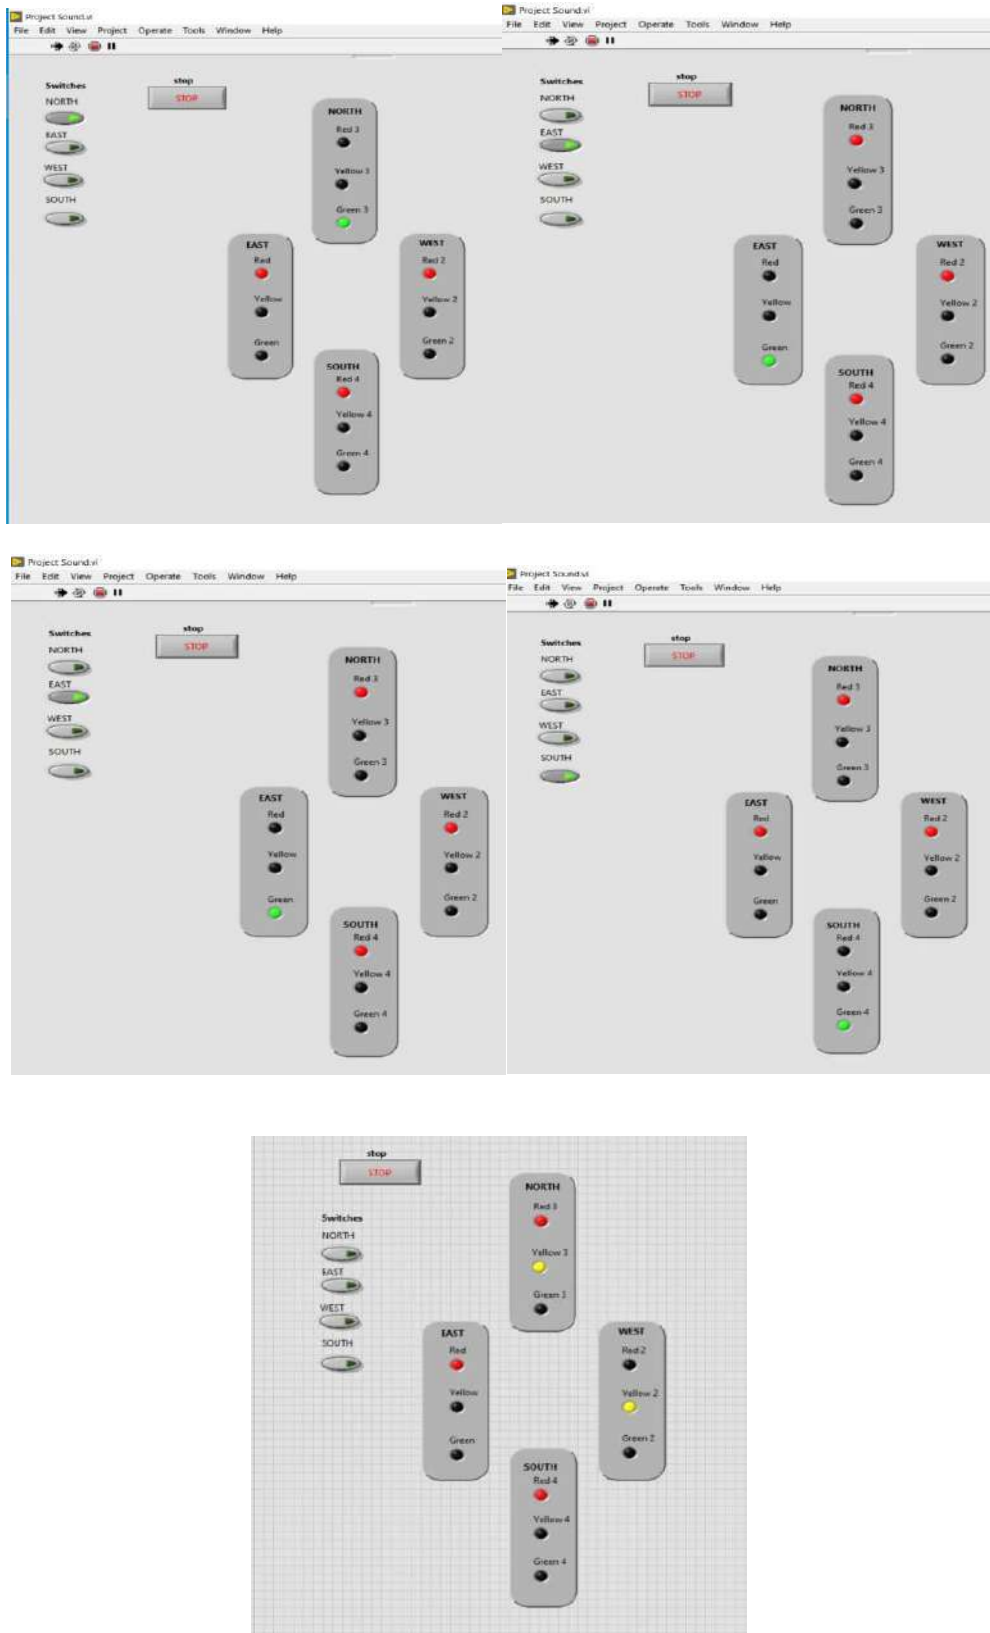 Project Sound.vi
File Edit View Project Operate Tools Window Help
stop
STOP
Switches
NORTH
EAST
WEST
SOUTH
NORTH
Red 3
Yellow 3
Green 3
EAST
Red
Yellow
Green
WEST
Red 2
Yellow 2
Green 2
SOUTH
Red 4
Yellow 4
Green 4
Project Sound.vi
File Edit View Project Operate Tools Window Help
stop
STOP
Switches
NORTH
EAST
WEST
SOUTH
NORTH
Red 3
Yellow 3
Green 3
EAST
Red
Yellow
Green
WEST
Red 2
Yellow 2
Green 2
SOUTH
Red 4
Yellow 4
Green 4
Project Sound.vi
File Edit View Project Operate Tools Window Help
stop
STOP
Switches
NORTH
EAST
WEST
SOUTH
NORTH
Red 3
Yellow 3
Green 3
EAST
Red
Yellow
Green
WEST
Red 2
Yellow 2
Green 2
SOUTH
Red 4
Yellow 4
Green 4
Project Sound.vi
File Edit View Project Operate Tools Window Help
stop
STOP
Switches
NORTH
EAST
WEST
SOUTH
NORTH
Red 3
Yellow 3
Green 3
EAST
Red
Yellow
Green
WEST
Red 2
Yellow 2
Green 2
SOUTH
Red 4
Yellow 4
Green 4
stop
STOP
Switches
NORTH
EAST
WEST
SOUTH
NORTH
Red 3
Yellow 3
Green 3
EAST
Red
Yellow
Green
WEST
Red 2
Yellow 2
Green 2
SOUTH
Red 4
Yellow 4
Green 4